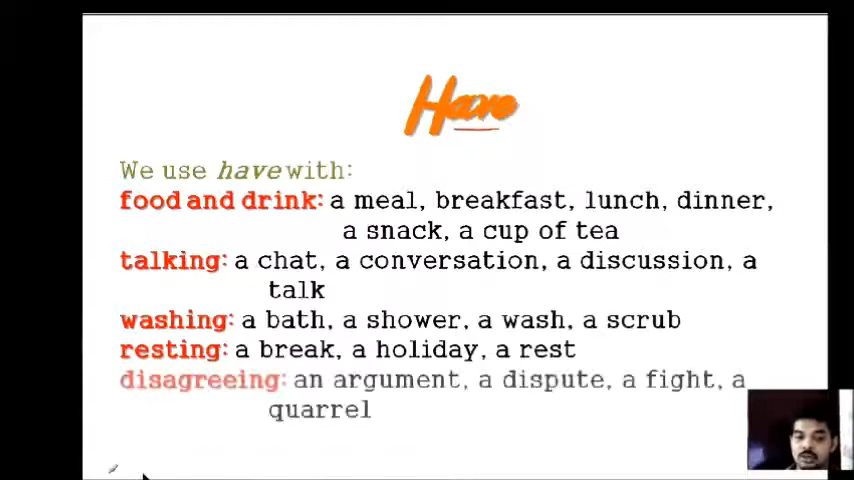 Have
We use have with:
food and drink: a meal, breakfast, lunch, dinner,
a snack, a cup of tea
talking: a chat, a conversation, a discussion, a
talk
washing: a bath, a shower, a wash, a scrub
resting: a break, a holiday, a rest
disagreeing: an argument, a dispute, a fight, a
quarrel